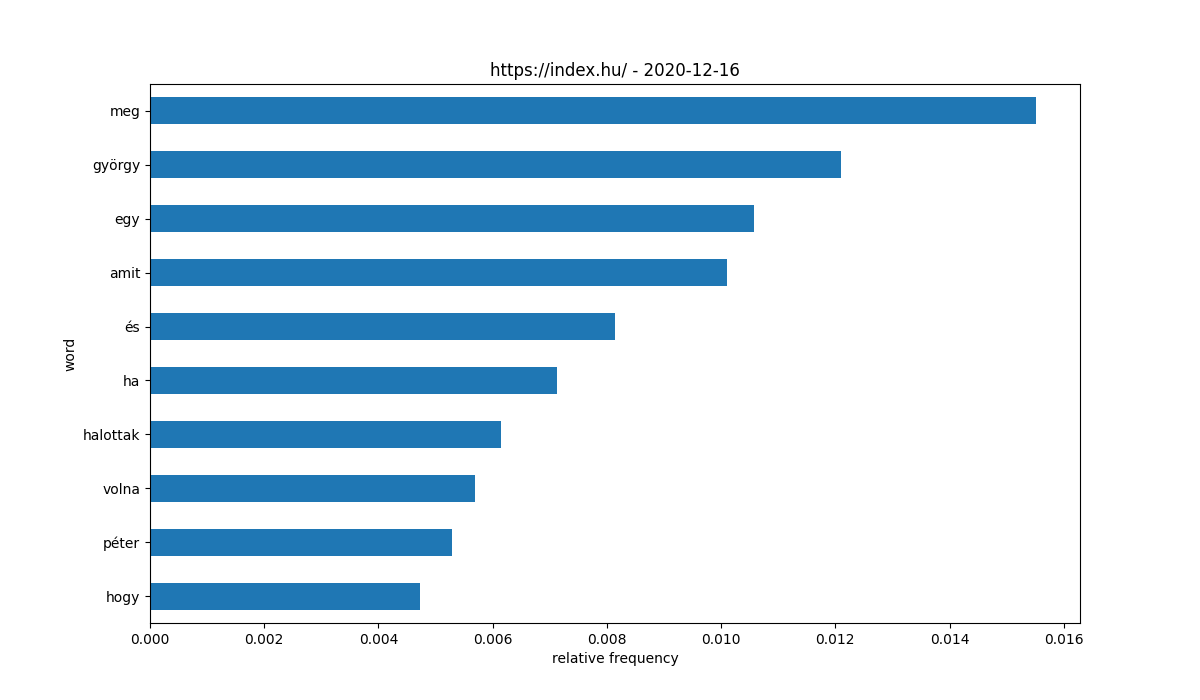 https://index.hu/ - 2020-12-16
meg
györgy
egy
amit
és
ha
halottak
volna
péter
hogy
word
0.000 0.002 0.004 0.006 0.008 0.010 0.012 0.014 0.016
relative frequency